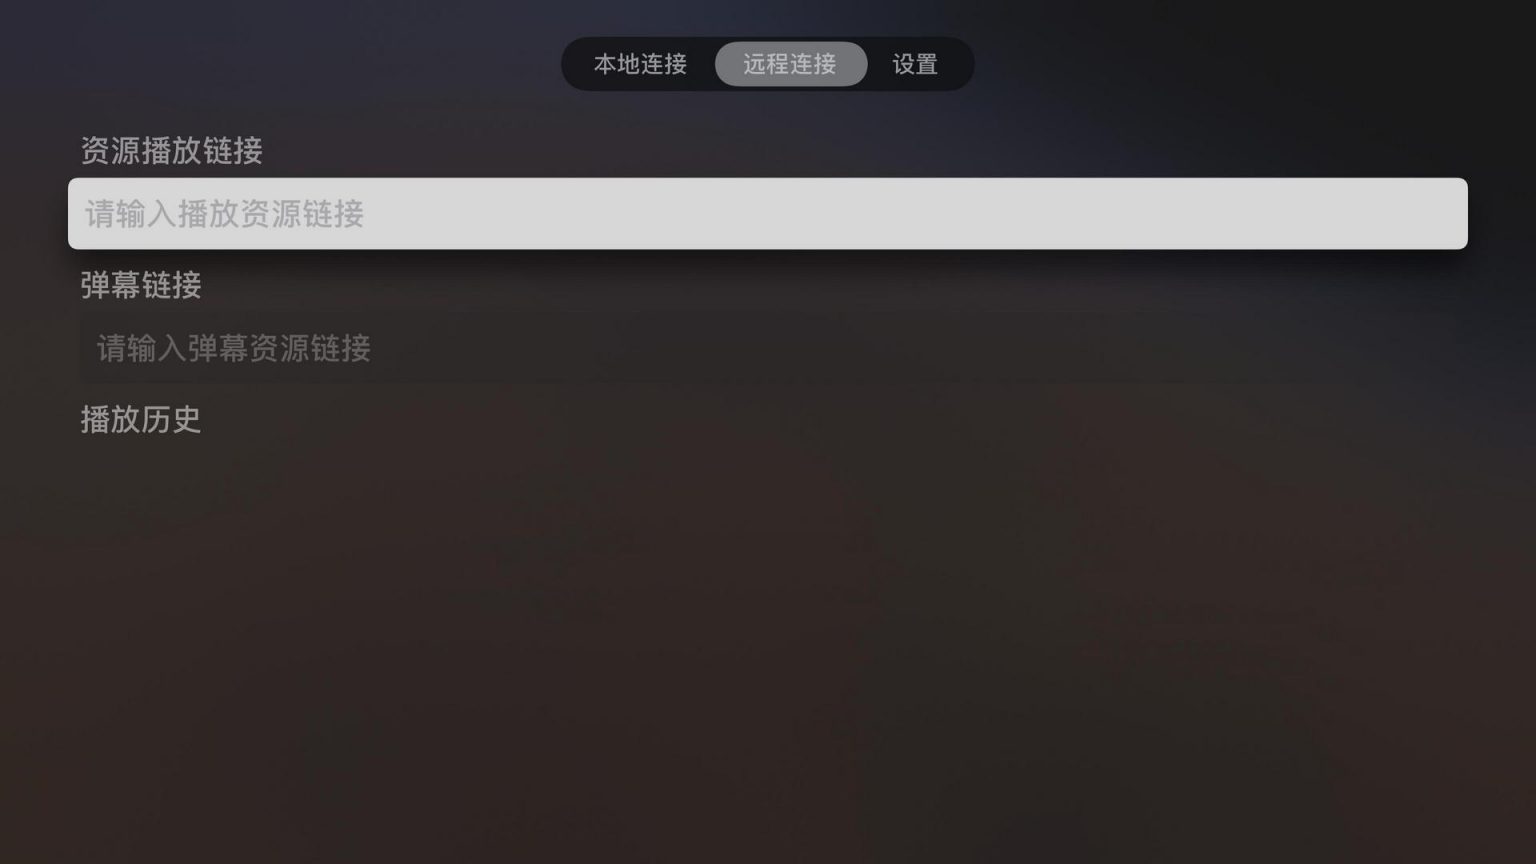 本地连接 远程连接 设置
资源播放链接
请输入播放资源链接
弹幕链接
请输入弹幕资源链接
播放历史